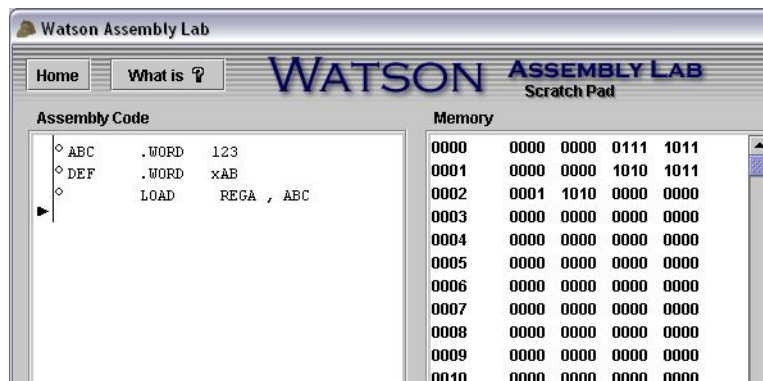 Watson Assembly Lab
Home What is ? WATSON ASSEMBLY LAB
Scratch Pad
Assembly Code
ABC .WORD 123
DEF .WORD xAB
LOAD REGA , ABC
Memory
0000 0000 0000 0111 1011
0001 0000 0000 1010 1011
0002 0001 1010 0000 0000
0003 0000 0000 0000 0000
0004 0000 0000 0000 0000
0005 0000 0000 0000 0000
0006 0000 0000 0000 0000
0007 0000 0000 0000 0000
0008 0000 0000 0000 0000
0009 0000 0000 0000 0000
0010 0000 0000 0000 0000